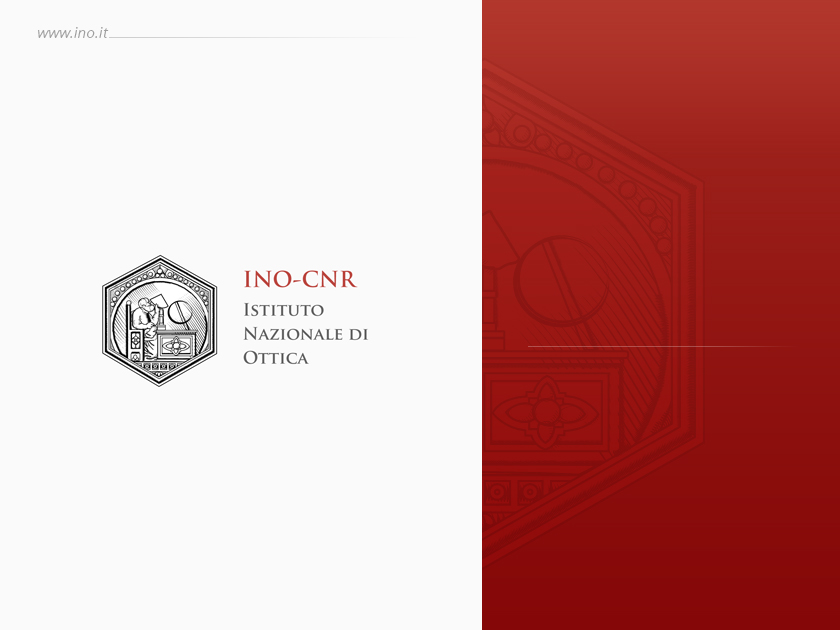 www.ino.it
INO-CNR
Istituto
Nazionale di
Ottica